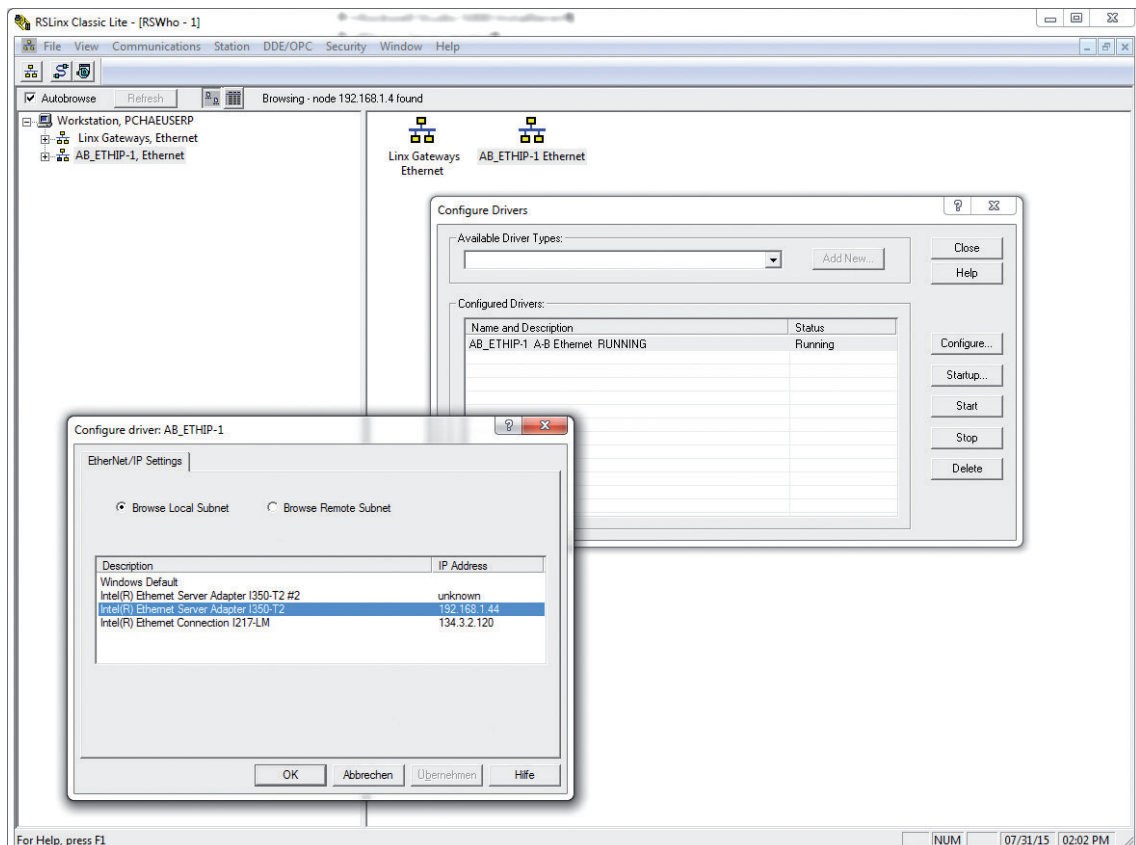 RSLinx Classic Lite - [RSWho - 1]
File View Communications Station DDE/OPC Security Window Help
Autobrowse Refresh Browsing - node 192.168.1.4 found
Workstation, PCHAEUSERP
Linx Gateways, Ethernet
AB_ETHIP-1, Ethernet
Linx Gateways
Ethernet
AB_ETHIP-1 Ethernet
Configure Drivers
Available Driver Types:
Add New...
Close
Help
Configured Drivers:
Name and Description Status
AB_ETHIP-1 A-B Ethernet RUNNING Running
Configure...
Startup...
Start
Stop
Delete
Configure driver: AB_ETHIP-1
EtherNet/IP Settings
Browse Local Subnet Browse Remote Subnet
Description IP Address
Windows Default
Intel(R) Ethernet Server Adapter I350-T2 #2 unknown
Intel(R) Ethernet Server Adapter I350-T2 192.168.1.44
Intel(R) Ethernet Connection I217-LM 134.3.2.120
OK Abbrechen Übernehmen Hilfe
For Help, press F1 NUM 07/31/15 02:02 PM